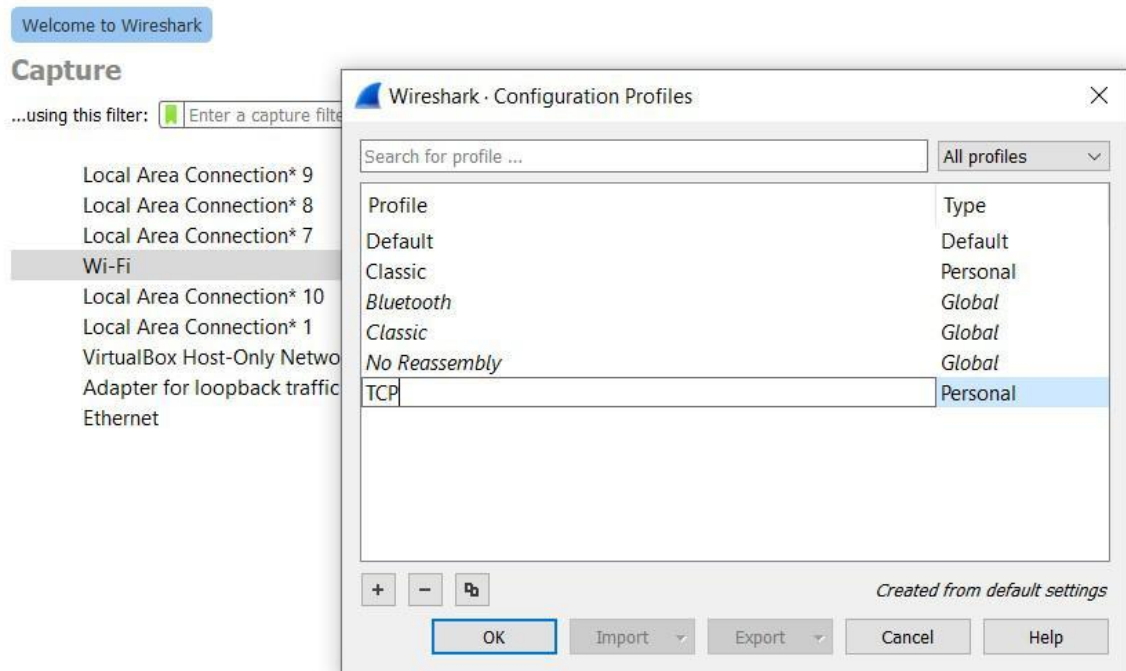 Welcome to Wireshark
Capture
...using this filter: Enter a capture filte
Local Area Connection* 9
Local Area Connection* 8
Local Area Connection* 7
Wi-Fi
Local Area Connection* 10
Local Area Connection* 1
VirtualBox Host-Only Netwo
Adapter for loopback traffic
Ethernet
Wireshark · Configuration Profiles
Search for profile ... All profiles
Profile Type
Default Default
Classic Personal
Bluetooth Global
Classic Global
No Reassembly Global
TCP Personal
Created from default settings
OK Import Export Cancel Help